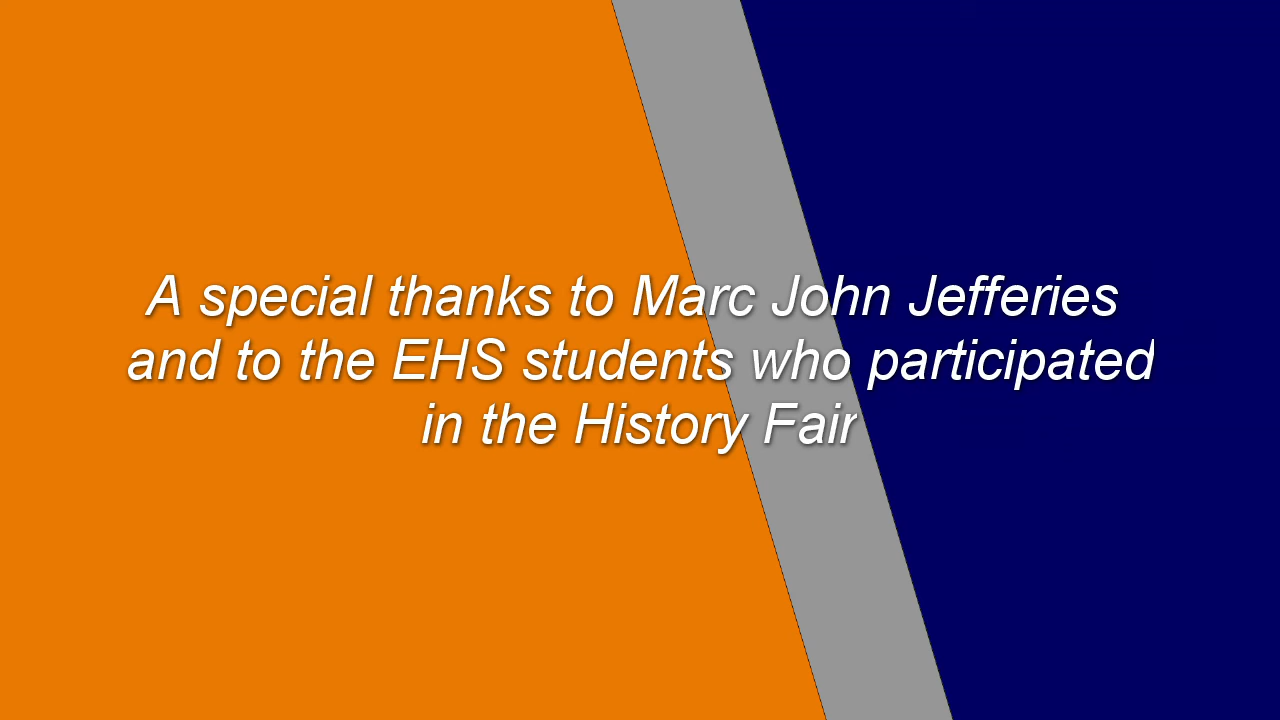 A special thanks to Marc John Jefferies
and to the EHS students who participated
in the History Fair